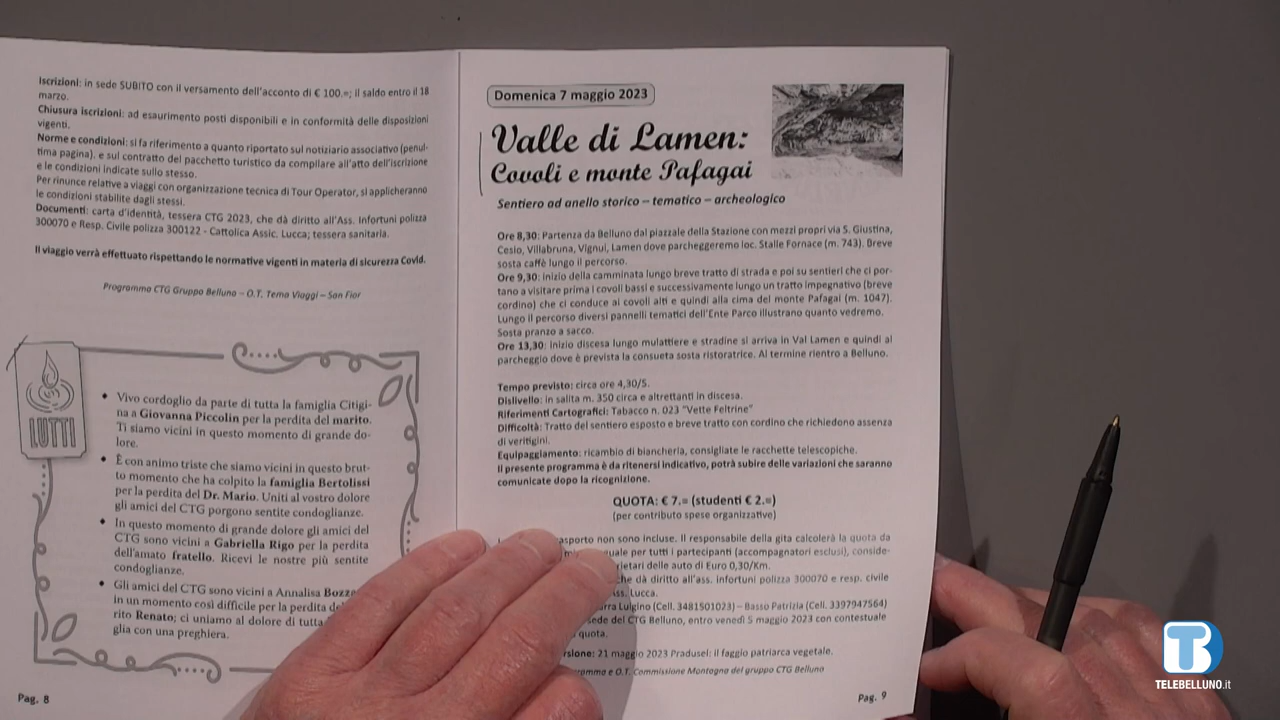 Iscrizioni: in sede SUBITO con il versamento dell'acconto di € 100.=; il saldo entro il 18
marzo.
Chiusura iscrizioni: ad esaurimento posti disponibili e in conformità delle disposizioni
vigenti.
Norme e condizioni: si fa riferimento a quanto riportato sul notiziario associativo (penul-
tima pagina), e sul contratto del pacchetto turistico da compilare all'atto dell'iscrizione
e le condizioni indicate sullo stesso.
Per rinunce relative a viaggi con organizzazione tecnica di Tour Operator, si applicheranno
le condizioni stabilite dagli stessi.
Documenti: carta d'identità, tessera CTG 2023, che dà diritto all'Ass. Infortuni polizza
300070 e Resp. Civile polizza 300122 - Cattolica Assic. Lucca; tessera sanitaria.
Il viaggio verrà effettuato rispettando le normative vigenti in materia di sicurezza Covid.
Programma CTG Gruppo Belluno – O.T. Tema Viaggi – San Fior
LUTTI
• Vivo cordoglio da parte di tutta la famiglia Citigi-
na a Giovanna Piccolin per la perdita del marito.
Ti siamo vicini in questo momento di grande do-
lore.
• È con animo triste che siamo vicini in questo brut-
to momento che ha colpito la famiglia Bertolissi
per la perdita del Dr. Mario. Uniti al vostro dolore
gli amici del CTG porgono sentite condoglianze.
• In questo momento di grande dolore gli amici del
CTG sono vicini a Gabriella Rigo per la perdita
dell'amato fratello. Ricevi le nostre più sentite
condoglianze.
• Gli amici del CTG sono vicini a Annalisa
in un momento così difficile per la perdita
rito Renato; ci uniamo al dolore di tutta
glia con una preghiera.
Pag. 8
Domenica 7 maggio 2023
Valle di Lamen:
Covoli e monte Pafagai
Sentiero ad anello storico – tematico – archeologico
Ore 8,30: Partenza da Belluno dal piazzale della Stazione con mezzi propri via S. Giustina,
Cesio, Villabruna, Vignui, Lamen dove parcheggeremo loc. Stalle Fornace (m. 743). Breve
sosta caffè lungo il percorso.
Ore 9,30: inizio della camminata lungo breve tratto di strada e poi su sentieri che ci por-
tano a visitare prima i covoli bassi e successivamente lungo un tratto impegnativo (breve
cordino) che ci conduce ai covoli alti e quindi alla cima del monte Pafagai (m. 1047).
Lungo il percorso diversi pannelli tematici dell'Ente Parco illustrano quanto vedremo.
Sosta pranzo a sacco.
Ore 13,30: Inizio discesa lungo mulattiere e stradine si arriva in Val Lamen e quindi al
parcheggio dove è prevista la consueta sosta ristoratrice. Al termine rientro a Belluno.
Tempo previsto: circa ore 4,30/5.
Dislivello: in salita m. 350 circa e altrettanti in discesa.
Riferimenti Cartografici: Tabacco n. 023 "Vette Feltrine"
Difficoltà: Tratto del sentiero esposto e breve tratto con cordino che richiedono assenza
di veritigini.
Equipaggiamento: ricambio di biancheria, consigliate le racchette telescopiche.
Il presente programma è da ritenersi indicativo, potrà subire delle variazioni che saranno
comunicate dopo la ricognizione.
QUOTA: € 7.= (studenti € 2.=)
(per contributo spese organizzative)
asporto non sono incluse. Il responsabile della gita calcolerà la quota da
uale per tutti i partecipanti (accompagnatori esclusi), conside-
rietari delle auto di Euro 0,30/Km.
che dà diritto all'ass. infortuni polizza 300070 e resp. civile
ss. Lucca.
rra Luigino (Cell. 3481501023) – Basso Patrizia (Cell. 3397947564)
sede del CTG Belluno, entro venedì 5 maggio 2023 con contestuale
quota.
rsione: 21 maggio 2023 Pradusel: il faggio patriarca vegetale.
ramma e O.T. Commissione Montagna del gruppo CTG Belluno
Pag. 9
TELEBELLUNO.it